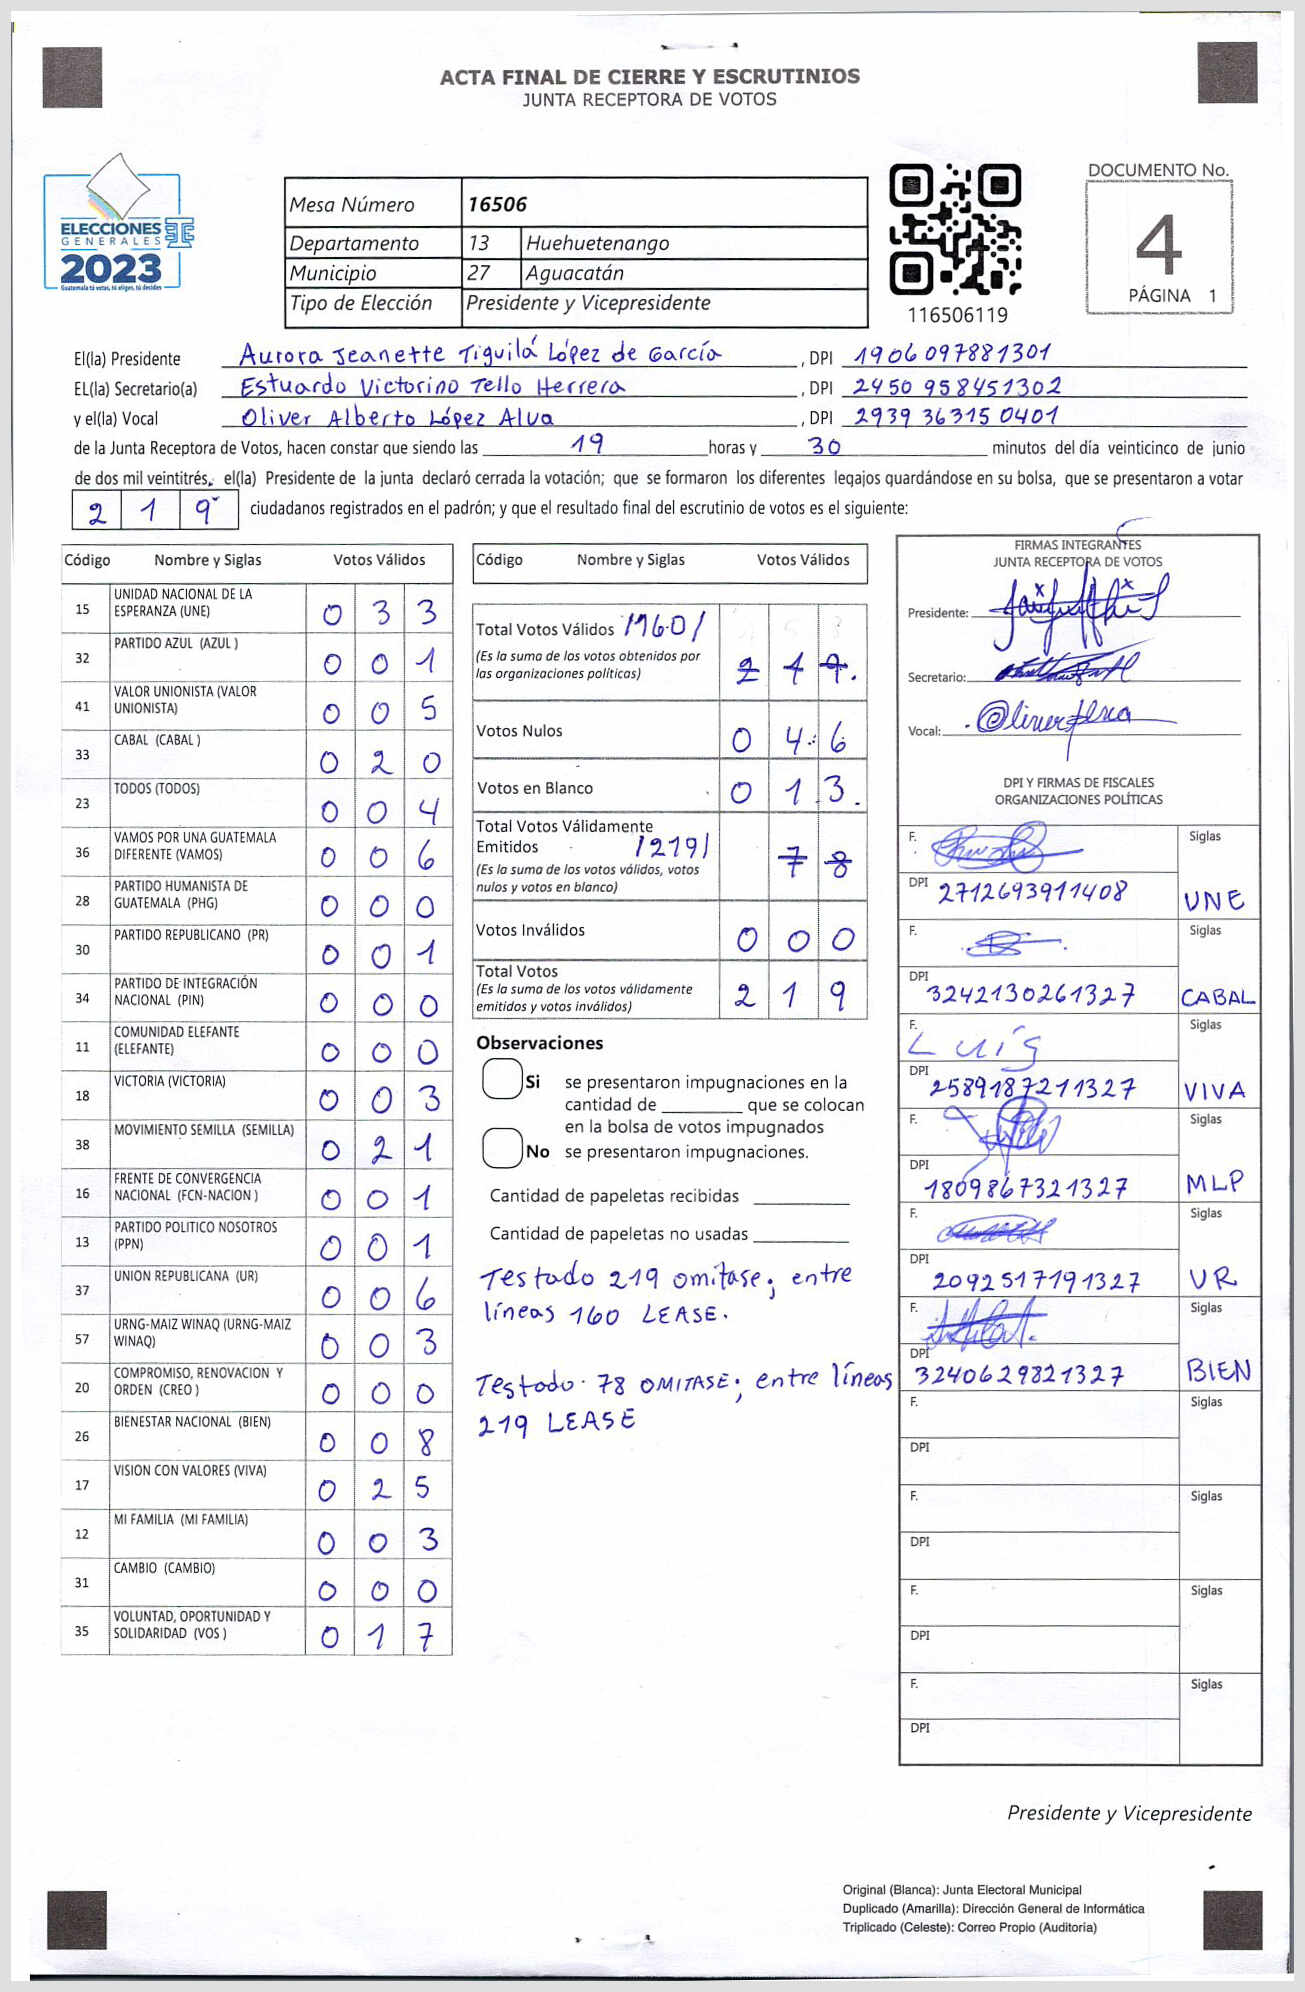 ACTA FINAL DE CIERRE Y ESCRUTINIOS
JUNTA RECEPTORA DE VOTOS
ELECCIONES
GENERALES
2023
Guatemala tú votas, tú eliges, tú decides
Mesa Número 16506
Departamento 13 Huehuetenango
Municipio 27 Aguacatán
Tipo de Elección Presidente y Vicepresidente
116506119
DOCUMENTO No.
4
PÁGINA 1
El(la) Presidente Aurora Jeanette Tiguilá López de García, DPI 1906 09788 1301
EL(la) Secretario(a) Estuardo Victorino Tello Herrera, DPI 2450 95845 1302
y el(la) Vocal Oliver Alberto López Alva, DPI 2939 36315 0401
de la Junta Receptora de Votos, hacen constar que siendo las 19 horas y 30 minutos del día veinticinco de junio
de dos mil veintitrés, el(la) Presidente de la junta declaró cerrada la votación; que se formaron los diferentes legajos quardándose en su bolsa, que se presentaron a votar
2 1 9 ciudadanos registrados en el padrón; y que el resultado final del escrutinio de votos es el siguiente:
Código Nombre y Siglas Votos Válidos
15 UNIDAD NACIONAL DE LA
ESPERANZA (UNE) 0 3 3
32 PARTIDO AZUL (AZUL ) 0 0 1
41 VALOR UNIONISTA (VALOR
UNIONISTA) 0 0 5
33 CABAL (CABAL ) 0 2 0
23 TODOS (TODOS) 0 0 4
36 VAMOS POR UNA GUATEMALA
DIFERENTE (VAMOS) 0 0 6
28 PARTIDO HUMANISTA DE
GUATEMALA (PHG) 0 0 0
30 PARTIDO REPUBLICANO (PR) 0 0 1
34 PARTIDO DE INTEGRACIÓN
NACIONAL (PIN) 0 0 0
11 COMUNIDAD ELEFANTE
(ELEFANTE) 0 0 0
18 VICTORIA (VICTORIA) 0 0 3
38 MOVIMIENTO SEMILLA (SEMILLA) 0 2 1
16 FRENTE DE CONVERGENCIA
NACIONAL (FCN-NACION ) 0 0 1
13 PARTIDO POLITICO NOSOTROS
(PPN) 0 0 1
37 UNION REPUBLICANA (UR) 0 0 6
57 URNG-MAIZ WINAQ (URNG-MAIZ
WINAQ) 0 0 3
20 COMPROMISO, RENOVACION Y
ORDEN (CREO ) 0 0 0
26 BIENESTAR NACIONAL (BIEN) 0 0 8
17 VISION CON VALORES (VIVA) 0 2 5
12 MI FAMILIA (MI FAMILIA) 0 0 3
31 CAMBIO (CAMBIO) 0 0 0
35 VOLUNTAD, OPORTUNIDAD Y
SOLIDARIDAD (VOS ) 0 1 7
Código Nombre y Siglas Votos Válidos
Total Votos Válidos /160/
(Es la suma de los votos obtenidos por
las organizaciones políticas) 2 1 9.
Votos Nulos 0 4 6
Votos en Blanco 0 1 3.
Total Votos Válidamente
Emitidos /219/
(Es la suma de los votos válidos, votos
nulos y votos en blanco) 7 8
Votos Inválidos 0 0 0
Total Votos
(Es la suma de los votos válidamente
emitidos y votos inválidos) 2 1 9
Observaciones
Si se presentaron impugnaciones en la
cantidad de ________ que se colocan
en la bolsa de votos impugnados
No se presentaron impugnaciones.
Cantidad de papeletas recibidas ________
Cantidad de papeletas no usadas ________
Testado 219 omitase; entre
líneas 160 LEASE.
Testado 78 OMITASE; entre líneas
219 LEASE
FIRMAS INTEGRANTES
JUNTA RECEPTORA DE VOTOS
Presidente:
Secretario:
Vocal:
DPI Y FIRMAS DE FISCALES
ORGANIZACIONES POLÍTICAS
F. Siglas
DPI 2712693911408 UNE
F. Siglas
DPI 3242130261327 CABAL
F. Luís Siglas
DPI 2589187211327 VIVA
F. Siglas
DPI 1809867321327 MLP
F. Siglas
DPI 2092517191327 UR
F. Siglas
DPI 3240629821327 BIEN
F. Siglas
DPI
F. Siglas
DPI
F. Siglas
DPI
F. Siglas
DPI
Presidente y Vicepresidente
Original (Blanca): Junta Electoral Municipal
Duplicado (Amarilla): Dirección General de Informática
Triplicado (Celeste): Correo Propio (Auditoria)